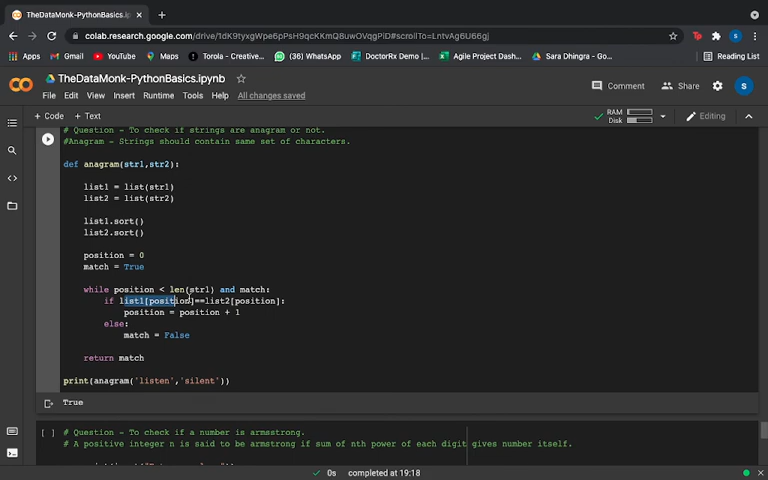 TheDataMonk-PythonBasics.ip
colab.research.google.com/drive/1dK9tyxgWpe6pPsH9qcKKmQ8uwOVqgPiD#scrollTo=LntvAg6U66gj
Apps Gmail YouTube Maps Torola - Creative... (36) WhatsApp DoctorRx Demo |... Agile Project Dash... Sara Dhingra - Go... Reading List
TheDataMonk-PythonBasics.ipynb
Comment Share S
File Edit View Insert Runtime Tools Help All changes saved
+ Code + Text RAM Disk Editing
# Question - To check if strings are anagram or not.
#Anagram - Strings should contain same set of characters.
def anagram(str1,str2):
list1 = list(str1)
list2 = list(str2)
list1.sort()
list2.sort()
position = 0
match = True
while position < len(str1) and match:
if list1[position]==list2[position]:
position = position + 1
else:
match = False
return match
print(anagram('listen','silent'))
True
[ ] # Question - To check if a number is armsstrong.
# A positive integer n is said to be armstrong if sum of nth power of each digit gives number itself.
0s completed at 19:18